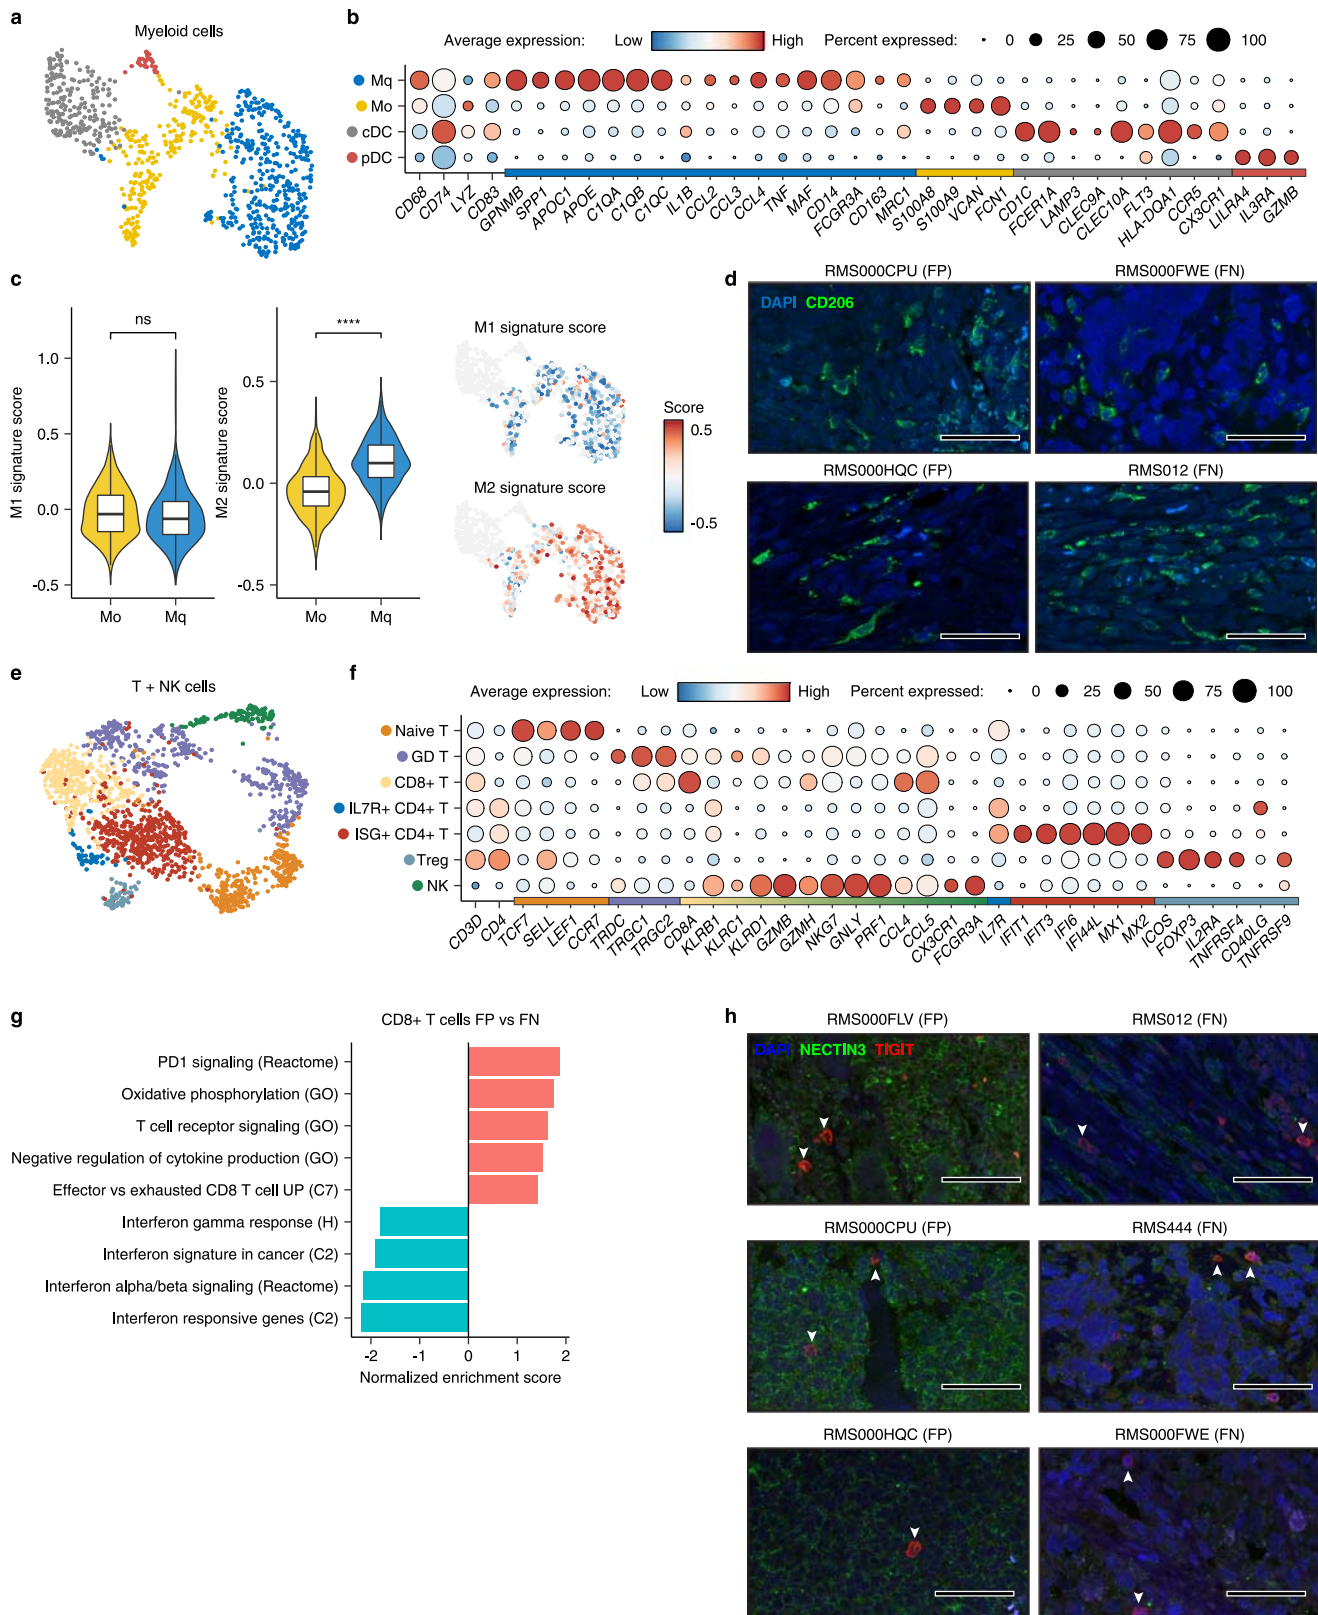 a
Myeloid cells
b
Average expression: Low High Percent expressed: 0 25 50 75 100
Mq
Mo
cDC
pDC
CD68 CD74 LYZ CD83 GPNMB SPP1 APOC1 APOE C1QA C1QB C1QC IL1B CCL2 CCL3 CCL4 TNF MAF CD14 FCGR3A CD163 MRC1 S100A8 S100A9 VCAN FCN1 CD1C FCER1A LAMP3 CLEC9A CLEC10A FLT3 HLA-DQA1 CCR5 CX3CR1 LILRA4 IL3RA GZMB
c
M1 signature score
1.0
0.5
0.0
-0.5
ns
Mo Mq
M2 signature score
0.5
0.0
-0.5
****
Mo Mq
M1 signature score
M2 signature score
Score
0.5
-0.5
d
RMS000CPU (FP)
DAPI CD206
RMS000FWE (FN)
RMS000HQC (FP)
RMS012 (FN)
e
T + NK cells
f
Average expression: Low High Percent expressed: 0 25 50 75 100
Naive T
GD T
CD8+ T
IL7R+ CD4+ T
ISG+ CD4+ T
Treg
NK
CD3D CD4 TCF7 SELL LEF1 CCR7 TRDC TRGC1 TRGC2 CD8A KLRB1 KLRC1 KLRD1 GZMB GZMH NKG7 GNLY PRF1 CCL4 CCL5 CX3CR1 FCGR3A IL7R IFIT1 IFIT3 IFI6 IFI44L MX1 MX2 ICOS FOXP3 IL2RA TNFRSF4 CD40LG TNFRSF9
g
CD8+ T cells FP vs FN
PD1 signaling (Reactome)
Oxidative phosphorylation (GO)
T cell receptor signaling (GO)
Negative regulation of cytokine production (GO)
Effector vs exhausted CD8 T cell UP (C7)
Interferon gamma response (H)
Interferon signature in cancer (C2)
Interferon alpha/beta signaling (Reactome)
Interferon responsive genes (C2)
-2 -1 0 1 2
Normalized enrichment score
h
RMS000FLV (FP)
DAPI NECTIN3 TIGIT
RMS012 (FN)
RMS000CPU (FP)
RMS444 (FN)
RMS000HQC (FP)
RMS000FWE (FN)